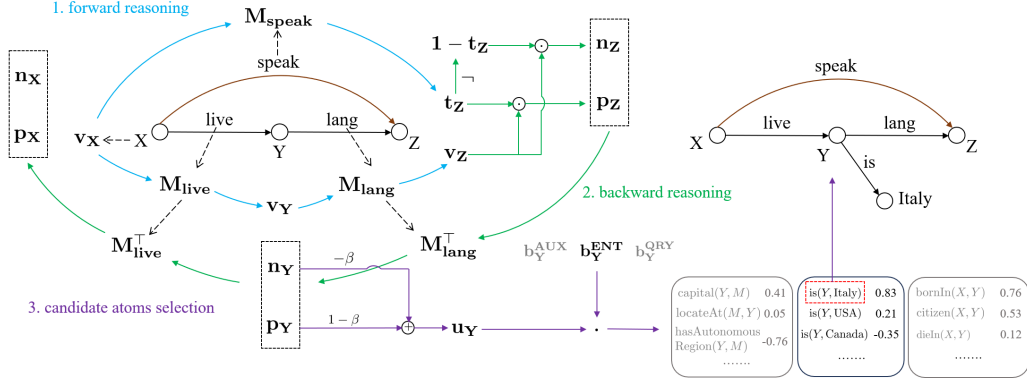 1. forward reasoning
M_speak
speak
n_X
p_X
v_X
X
live
Y
lang
Z
M_live
v_Y
M_lang
v_Z
M_live^⊤
M_lang^⊤
1 − t_Z
¬
t_Z
n_Z
p_Z
2. backward reasoning
3. candidate atoms selection
n_Y
p_Y
−β
1 − β
+
u_Y
b_Y^AUX
b_Y^ENT
b_Y^QRY
·
speak
X
live
Y
lang
Z
is
Italy
capital(Y, M) 0.41
locateAt(M, Y) 0.05
hasAutonomous
Region(Y, M) -0.76
.......
is(Y, Italy) 0.83
is(Y, USA) 0.21
is(Y, Canada) -0.35
.......
bornIn(X, Y) 0.76
citizen(X, Y) 0.53
dieIn(X, Y) 0.12
.......